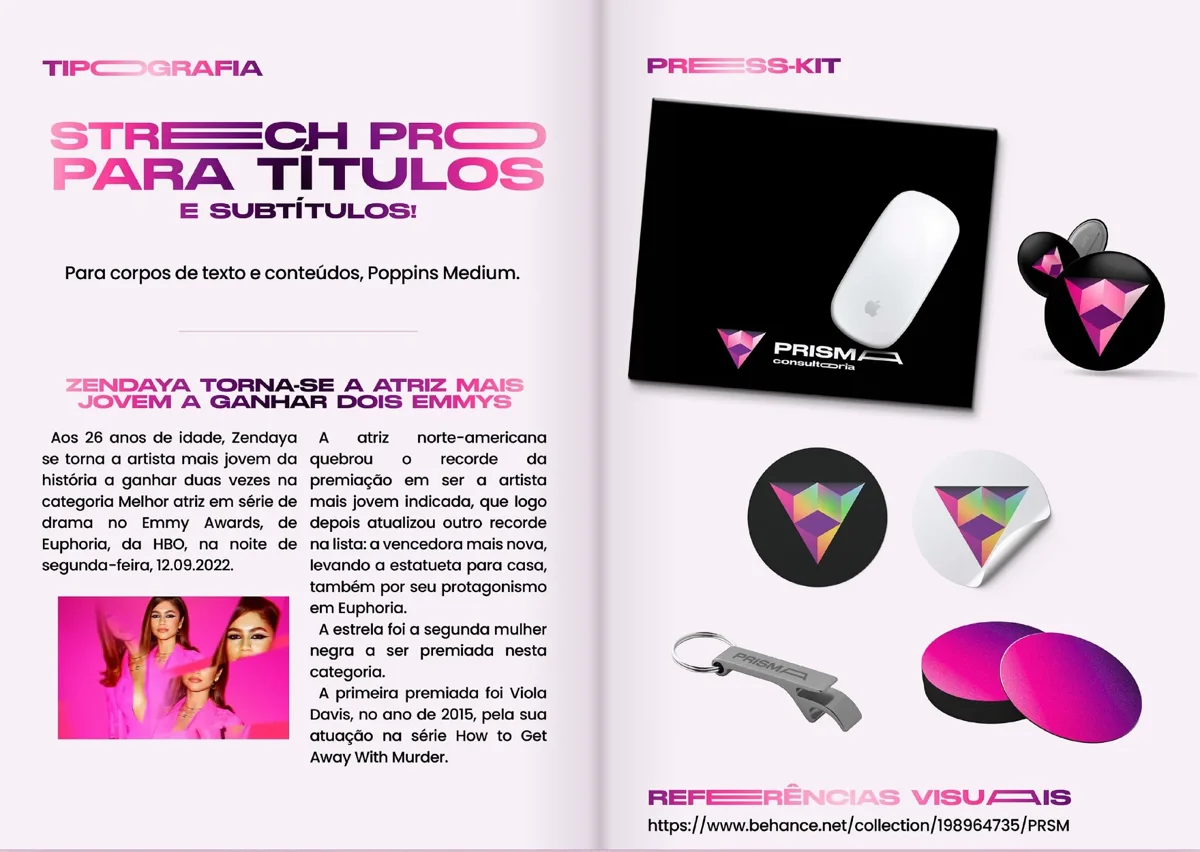 TIPOGRAFIA
STRETCH PRO
PARA TÍTULOS
E SUBTÍTULOS!
Para corpos de texto e conteúdos, Poppins Medium.
ZENDAYA TORNA-SE A ATRIZ MAIS
JOVEM A GANHAR DOIS EMMYS
Aos 26 anos de idade, Zendaya
se torna a artista mais jovem da
história a ganhar duas vezes na
categoria Melhor atriz em série de
drama no Emmy Awards, de
Euphoria, da HBO, na noite de
segunda-feira, 12.09.2022.
A atriz norte-americana
quebrou o recorde da
premiação em ser a artista
mais jovem indicada, que logo
depois atualizou outro recorde
na lista: a vencedora mais nova,
levando a estatueta para casa,
também por seu protagonismo
em Euphoria.
A estrela foi a segunda mulher
negra a ser premiada nesta
categoria.
A primeira premiada foi Viola
Davis, no ano de 2015, pela sua
atuação na série How to Get
Away With Murder.
PRESS-KIT
PRISMA
consultoria
PRISMA
REFERÊNCIAS VISUAIS
https://www.behance.net/collection/198964735/PRSM